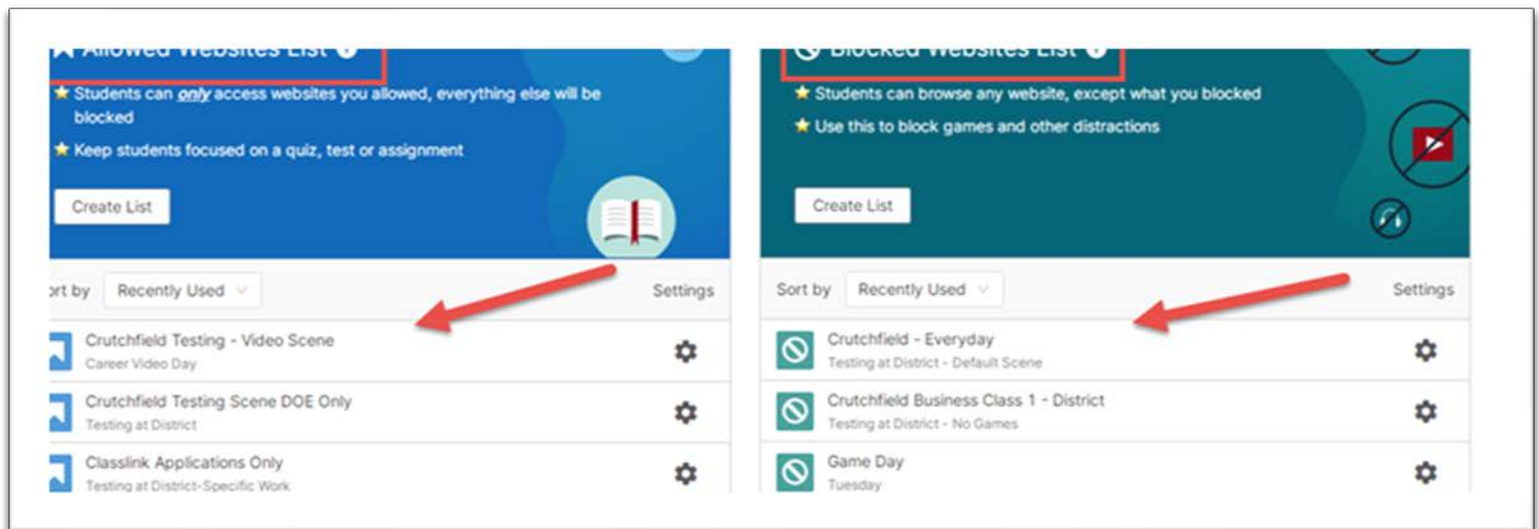 Allowed Websites List
Students can only access websites you allowed, everything else will be
blocked
Keep students focused on a quiz, test or assignment
Create List
Sort by Recently Used
Settings
Crutchfield Testing - Video Scene
Career Video Day
Crutchfield Testing Scene DOE Only
Testing at District
Classlink Applications Only
Testing at District-Specific Work
Blocked Websites List
Students can browse any website, except what you blocked
Use this to block games and other distractions
Create List
Sort by Recently Used
Settings
Crutchfield - Everyday
Testing at District - Default Scene
Crutchfield Business Class 1 - District
Testing at District - No Games
Game Day
Tuesday